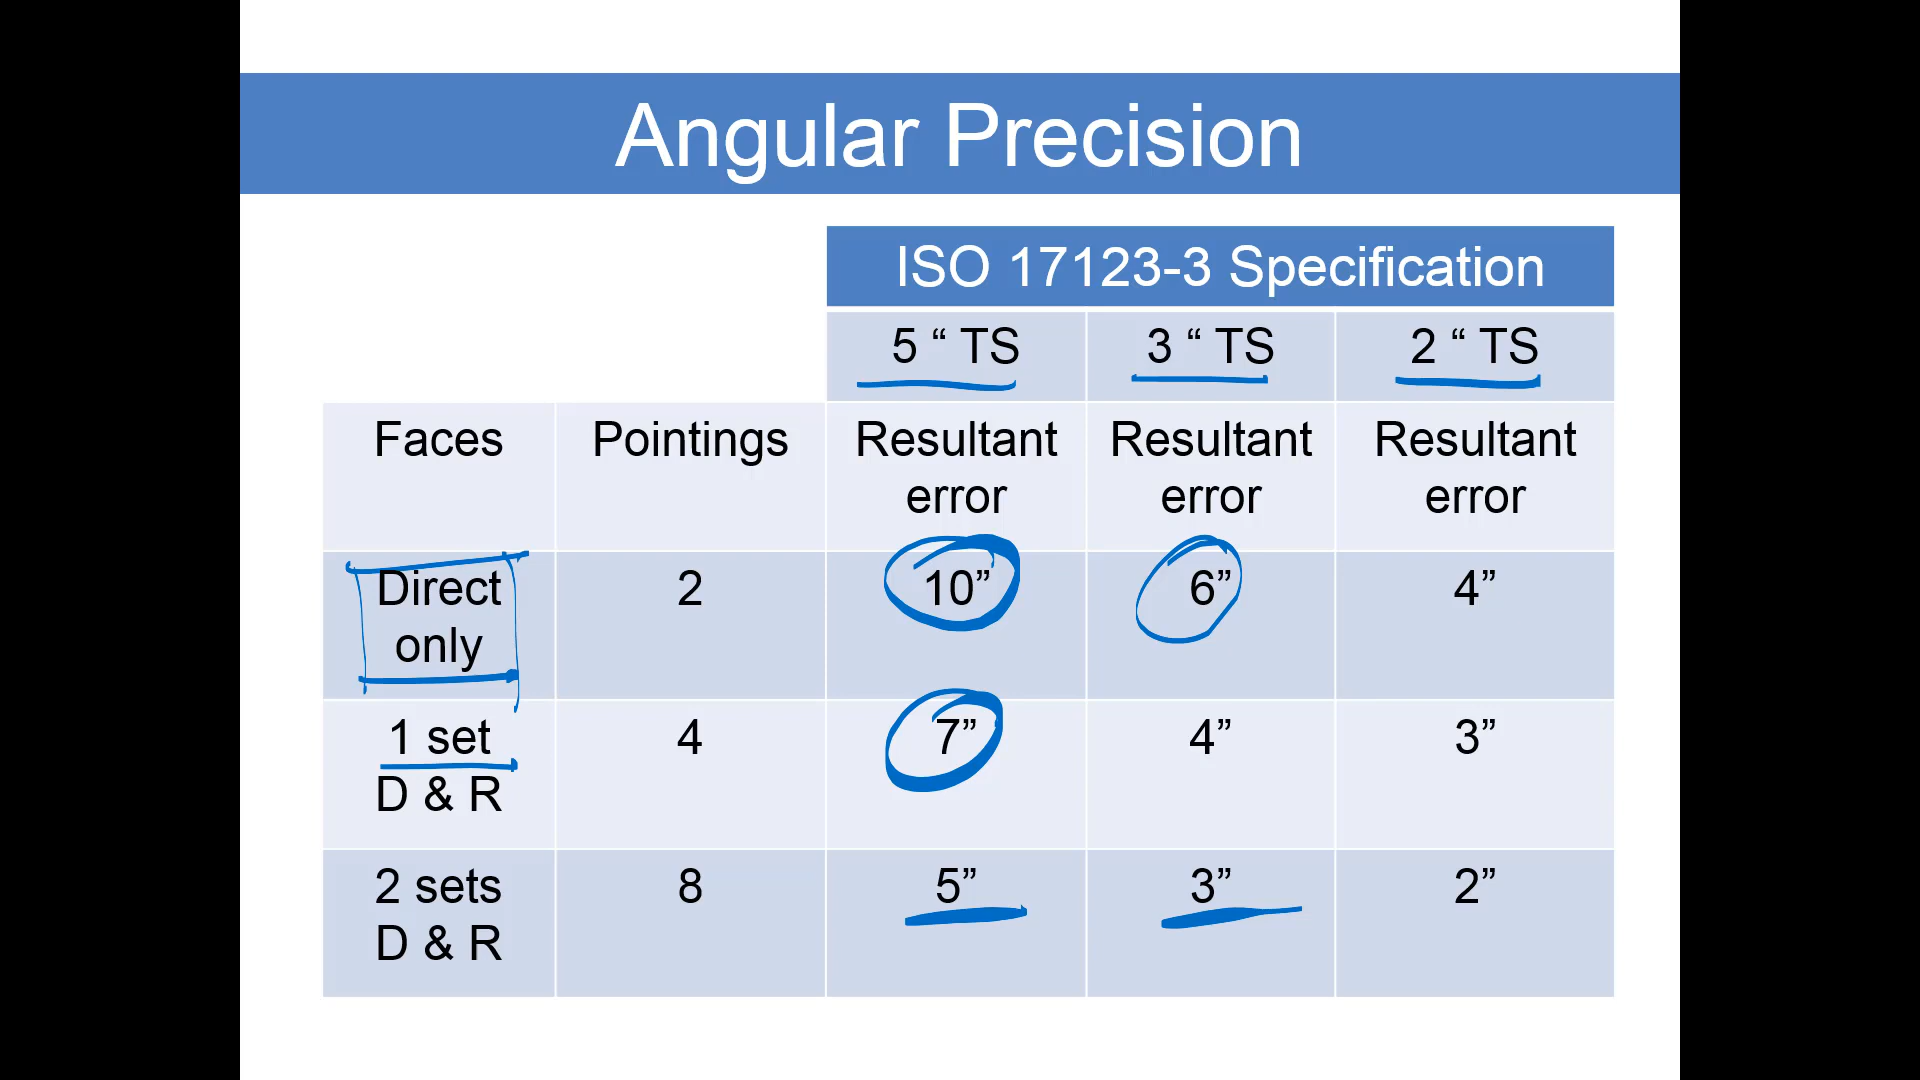 Angular Precision
ISO 17123-3 Specification
5 “ TS
3 “ TS
2 “ TS
Faces
Pointings
Resultant
error
Resultant
error
Resultant
error
Direct
only
2
10”
6”
4”
1 set
D & R
4
7”
4”
3”
2 sets
D & R
8
5”
3”
2”